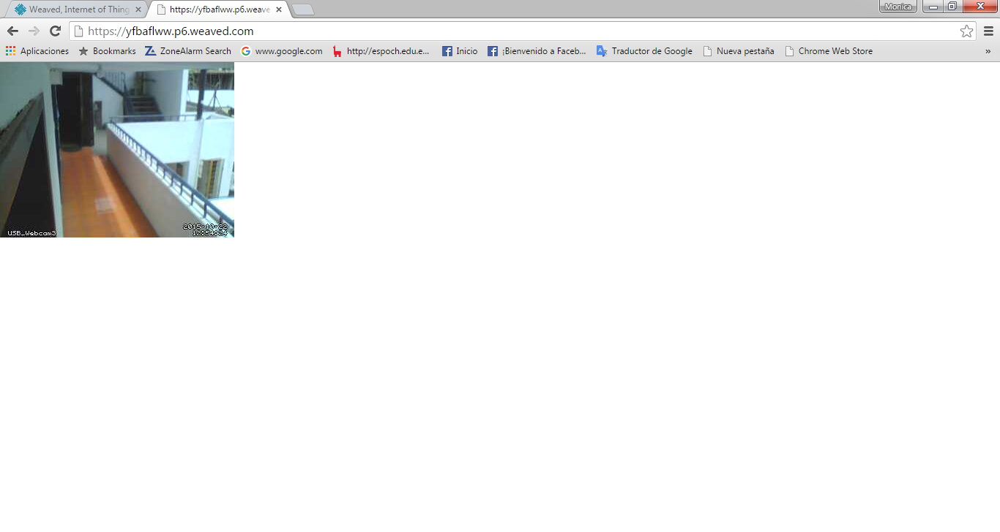 Weaved, Internet of Thing
https://yfbaflww.p6.weave
Monica
https://yfbaflww.p6.weaved.com
Aplicaciones Bookmarks ZoneAlarm Search www.google.com http://espoch.edu.e... Inicio ¡Bienvenido a Faceb... Traductor de Google Nueva pestaña Chrome Web Store »
2015-10-22
USB_Webcam3 12:54:24